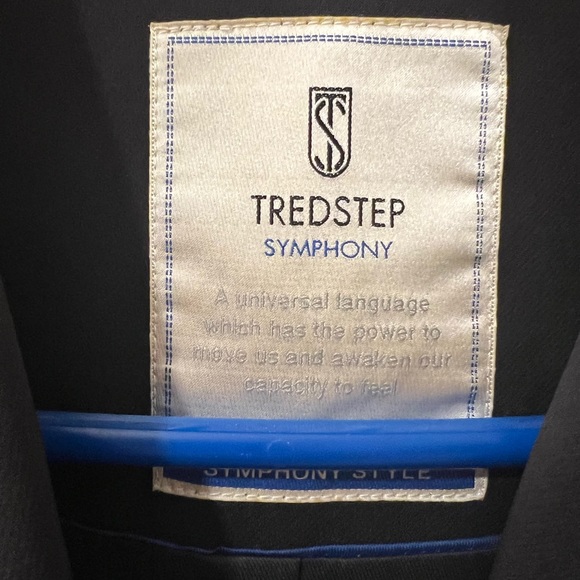 TS
TREDSTEP
SYMPHONY
A universal language
which has the power to
move us and awaken our
capacity to feel
SYMPHONY STYLE